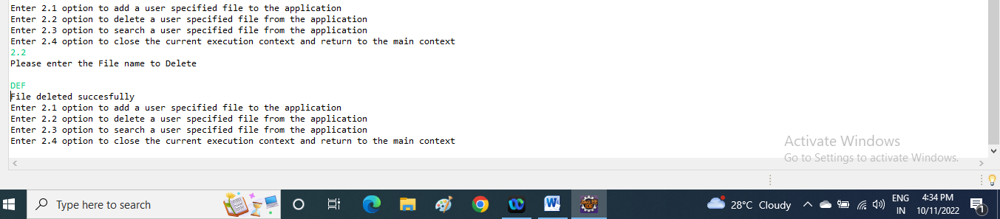 Enter 2.1 option to add a user specified file to the application
Enter 2.2 option to delete a user specified file from the application
Enter 2.3 option to search a user specified file from the application
Enter 2.4 option to close the current execution context and return to the main context
2.2
Please enter the File name to Delete
DEF
File deleted succesfully
Enter 2.1 option to add a user specified file to the application
Enter 2.2 option to delete a user specified file from the application
Enter 2.3 option to search a user specified file from the application
Enter 2.4 option to close the current execution context and return to the main context
Activate Windows
Go to Settings to activate Windows.
Type here to search
28°C Cloudy
ENG
IN
4:34 PM
10/11/2022
1